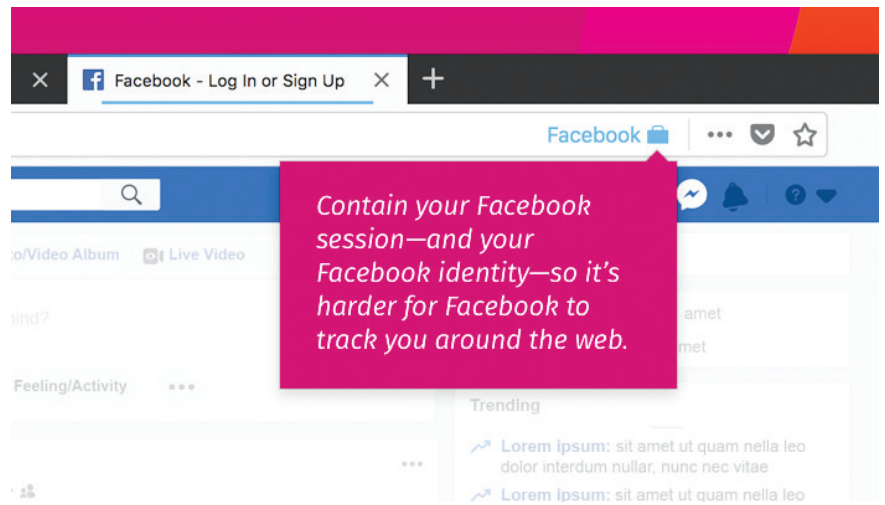 Facebook - Log In or Sign Up
Facebook
Contain your Facebook
session—and your
Facebook identity—so it's
harder for Facebook to
track you around the web.
o/Video Album
Live Video
amet
ind?
met
Feeling/Activity
Trending
Lorem ipsum: sit amet ut quam nella leo
dolor interdum nullar, nunc nec vitae
Lorem ipsum: sit amet ut quam nella leo